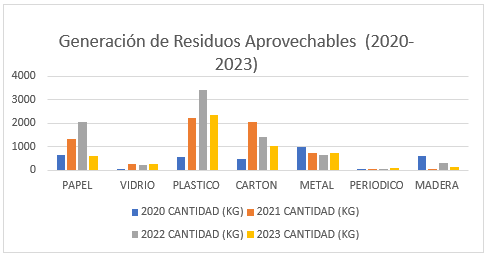 Generación de Residuos Aprovechables (2020-
2023)
4000
3000
2000
1000
0
PAPEL VIDRIO PLASTICO CARTON METAL PERIODICO MADERA
2020 CANTIDAD (KG) 2021 CANTIDAD (KG)
2022 CANTIDAD (KG) 2023 CANTIDAD (KG)